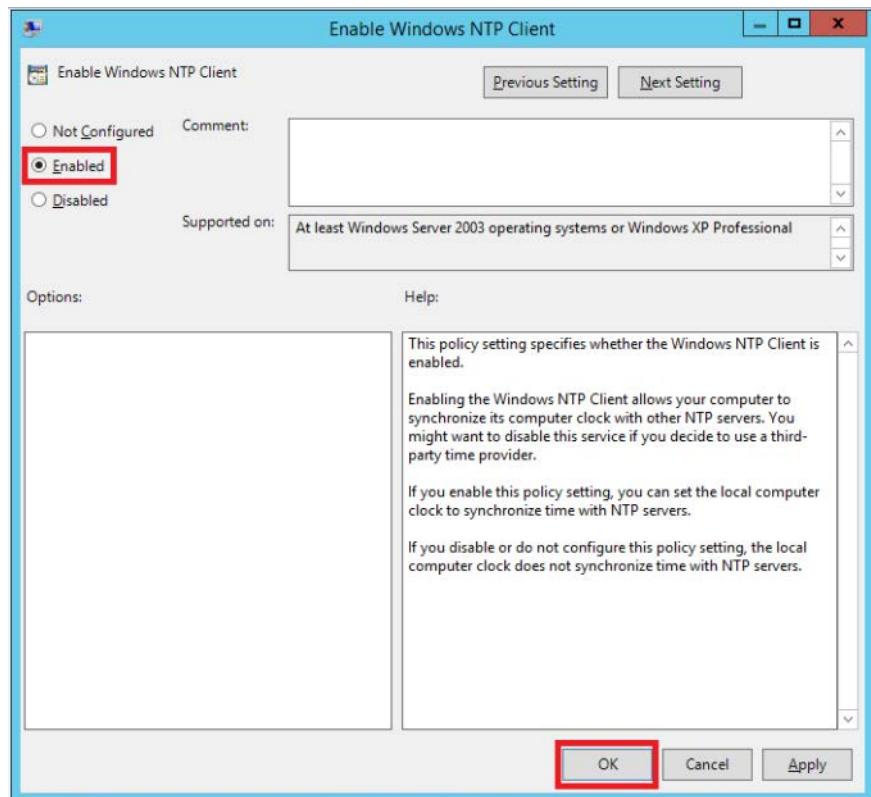 Enable Windows NTP Client
Enable Windows NTP Client
Previous Setting
Next Setting
Not Configured
Comment:
Enabled
Disabled
Supported on:
At least Windows Server 2003 operating systems or Windows XP Professional
Options:
Help:
This policy setting specifies whether the Windows NTP Client is
enabled.
Enabling the Windows NTP Client allows your computer to
synchronize its computer clock with other NTP servers. You
might want to disable this service if you decide to use a third-
party time provider.
If you enable this policy setting, you can set the local computer
clock to synchronize time with NTP servers.
If you disable or do not configure this policy setting, the local
computer clock does not synchronize time with NTP servers.
OK
Cancel
Apply